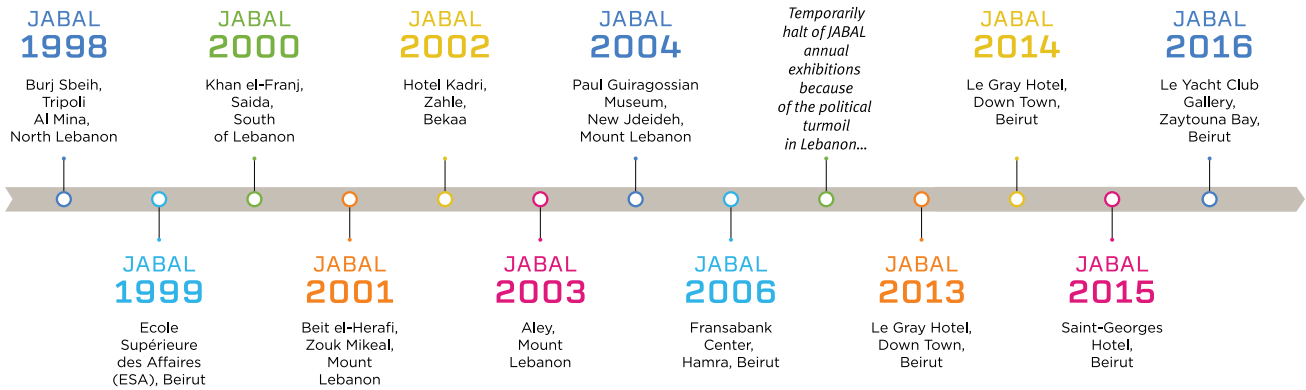 JABAL
1998
Burj Sbeih,
Tripoli
Al Mina,
North Lebanon
JABAL
1999
Ecole
Supérieure
des Affaires
(ESA), Beirut
JABAL
2000
Khan el-Franj,
Saida,
South
of Lebanon
JABAL
2001
Beit el-Herafi,
Zouk Mikeal,
Mount
Lebanon
JABAL
2002
Hotel Kadri,
Zahle,
Bekaa
JABAL
2003
Aley,
Mount
Lebanon
JABAL
2004
Paul Guiragossian
Museum,
New Jdeideh,
Mount Lebanon
JABAL
2006
Fransabank
Center,
Hamra, Beirut
Temporarily
halt of JABAL
annual
exhibitions
because
of the political
turmoil
in Lebanon...
JABAL
2013
Le Gray Hotel,
Down Town,
Beirut
JABAL
2014
Le Gray Hotel,
Down Town,
Beirut
JABAL
2015
Saint-Georges
Hotel,
Beirut
JABAL
2016
Le Yacht Club
Gallery,
Zaytouna Bay,
Beirut